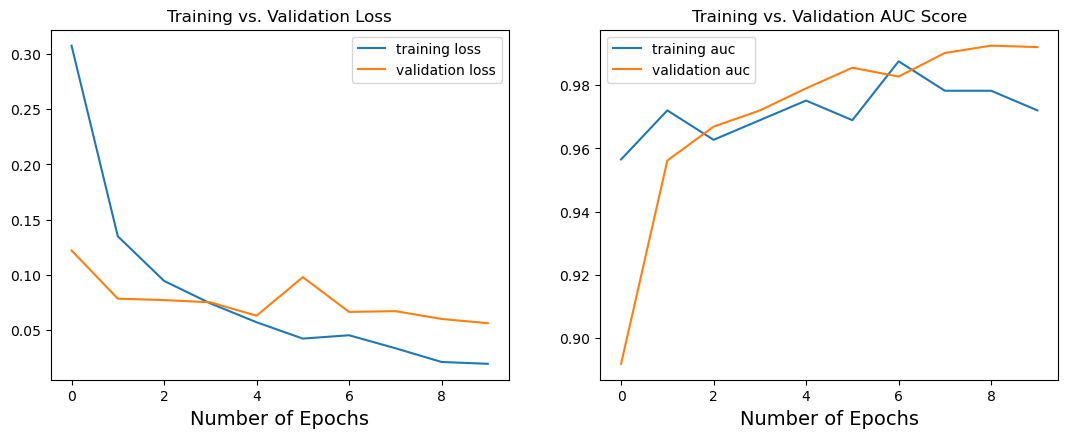 Training vs. Validation Loss
training loss
validation loss
0.30
0.25
0.20
0.15
0.10
0.05
0 2 4 6 8
Number of Epochs
Training vs. Validation AUC Score
training auc
validation auc
0.98
0.96
0.94
0.92
0.90
0 2 4 6 8
Number of Epochs